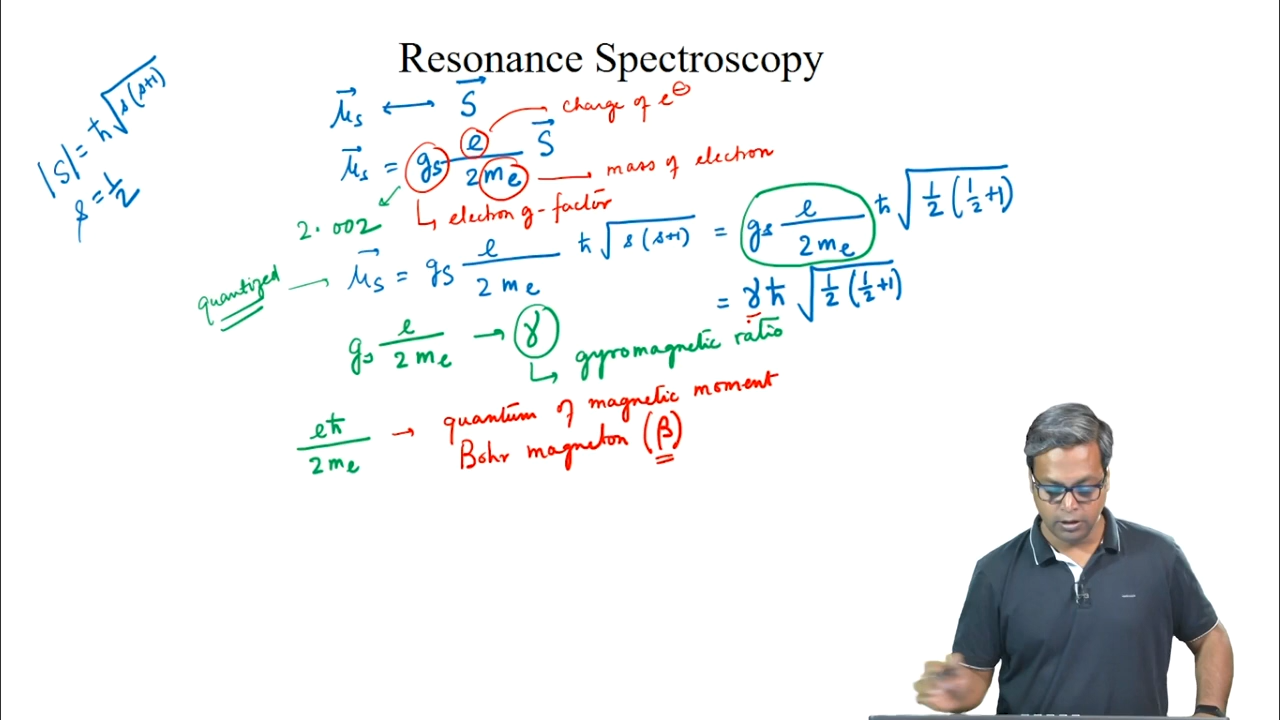 Resonance Spectroscopy
|S| = ħ√s(s+1)
s = 1/2
μ⃗s ↔ S⃗
charge of e⊖
μ⃗s = gs e/2me S⃗
mass of electron
2.002
electron g-factor
quantized → μ⃗s = gs e/2me ħ√s(s+1) = gs e/2me ħ√1/2(1/2+1)
= γħ√1/2(1/2+1)
gs e/2me → γ
gyromagnetic ratio
eħ/2me → quantum of magnetic moment
Bohr magneton (β)